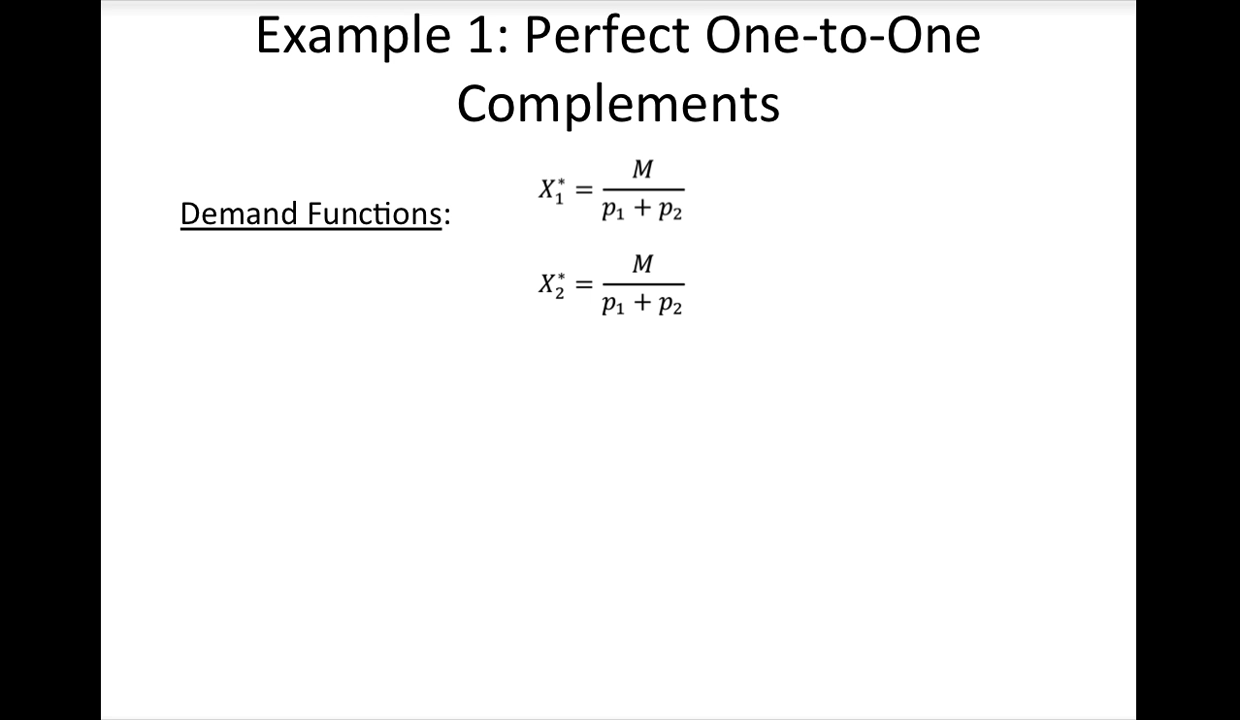 Example 1: Perfect One-to-One
Complements
Demand Functions:
X₁* = M / (p₁ + p₂)
X₂* = M / (p₁ + p₂)